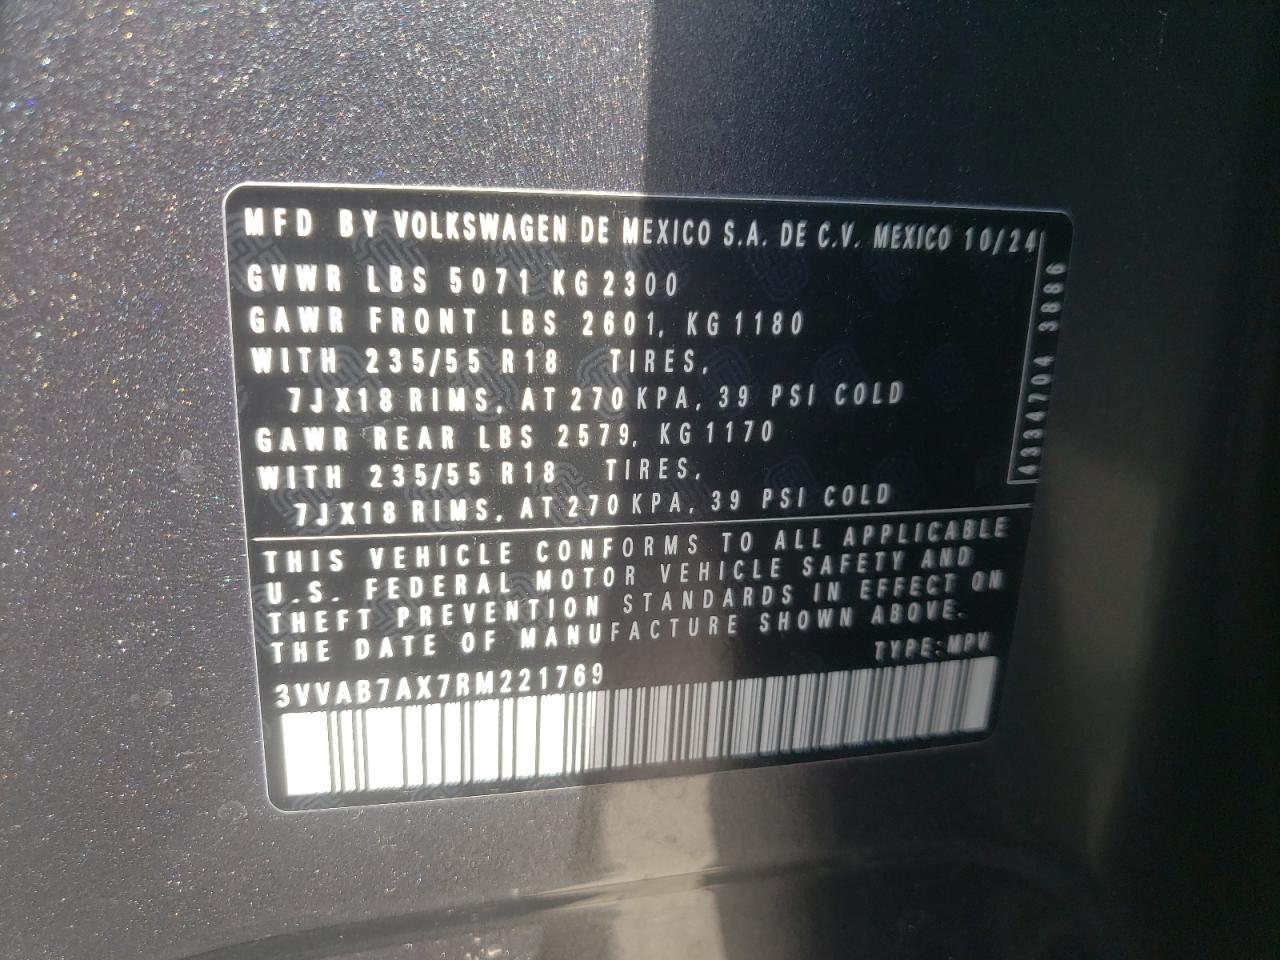 MFD BY VOLKSWAGEN DE MEXICO S.A. DE C.V. MEXICO 10/24
GVWR LBS 5071 KG 2300
GAWR FRONT LBS 2601, KG 1180
WITH 235/55 R18 TIRES,
7JX18 RIMS, AT 270 KPA, 39 PSI COLD
GAWR REAR LBS 2579, KG 1170
WITH 235/55 R18 TIRES,
7JX18 RIMS, AT 270 KPA, 39 PSI COLD
4334704 3886
THIS VEHICLE CONFORMS TO ALL APPLICABLE
U.S. FEDERAL MOTOR VEHICLE SAFETY AND
THEFT PREVENTION STANDARDS IN EFFECT ON
THE DATE OF MANUFACTURE SHOWN ABOVE.
TYPE: MPV
3VVAB7AX7RM221769